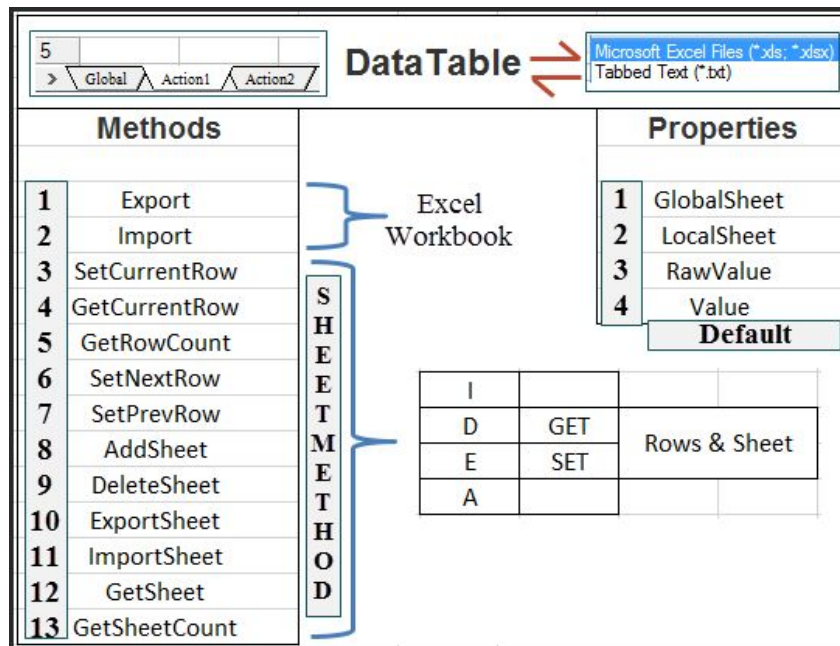 5
> Global Action1 Action2
DataTable
Microsoft Excel Files (*.xls; *.xlsx)
Tabbed Text (*.txt)
Methods
1 Export
2 Import
3 SetCurrentRow
4 GetCurrentRow
5 GetRowCount
6 SetNextRow
7 SetPrevRow
8 AddSheet
9 DeleteSheet
10 ExportSheet
11 ImportSheet
12 GetSheet
13 GetSheetCount
Excel
Workbook
SHEETMETHOD
Properties
1 GlobalSheet
2 LocalSheet
3 RawValue
4 Value
Default
I
D GET
E SET
A
Rows & Sheet